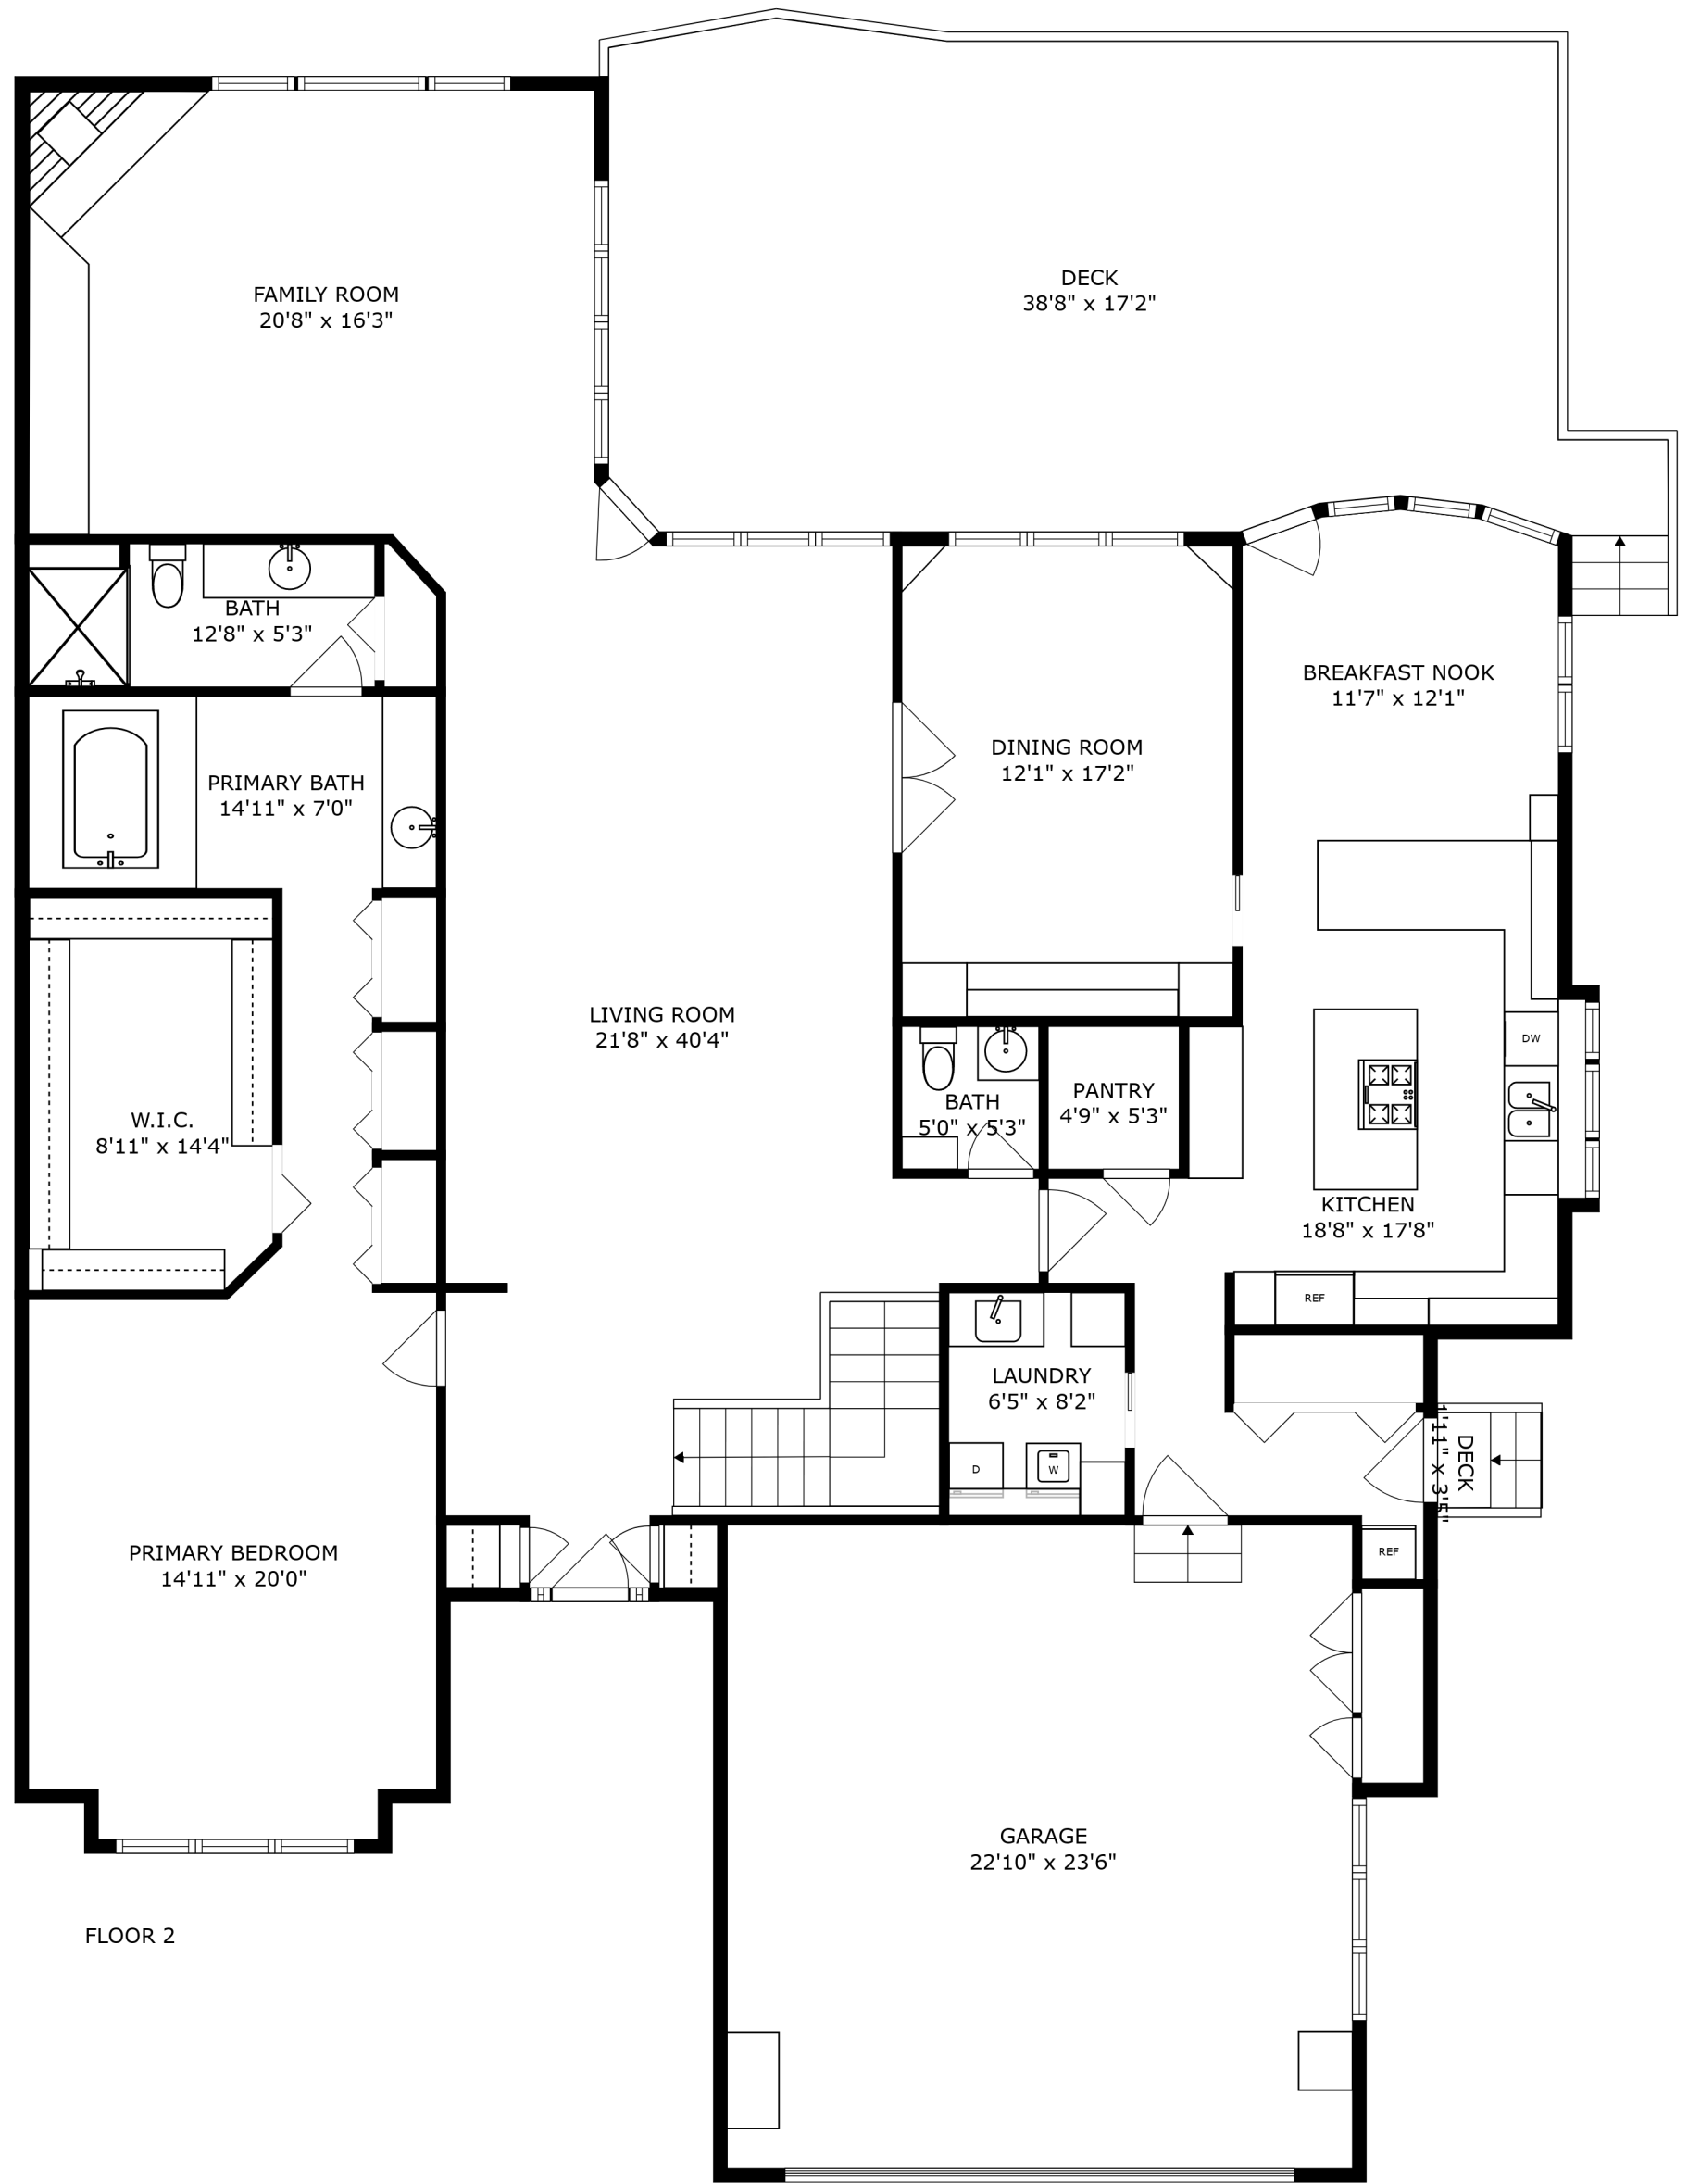 DECK
38'8" x 17'2"
FAMILY ROOM
20'8" x 16'3"
BATH
12'8" x 5'3"
BREAKFAST NOOK
11'7" x 12'1"
DINING ROOM
12'1" x 17'2"
PRIMARY BATH
14'11" x 7'0"
LIVING ROOM
21'8" x 40'4"
DW
W.I.C.
8'11" x 14'4"
BATH
5'0" x 5'3"
PANTRY
4'9" x 5'3"
KITCHEN
18'8" x 17'8"
REF
LAUNDRY
6'5" x 8'2"
D
W
DECK
1'11" x 3'5"
REF
PRIMARY BEDROOM
14'11" x 20'0"
GARAGE
22'10" x 23'6"
FLOOR 2